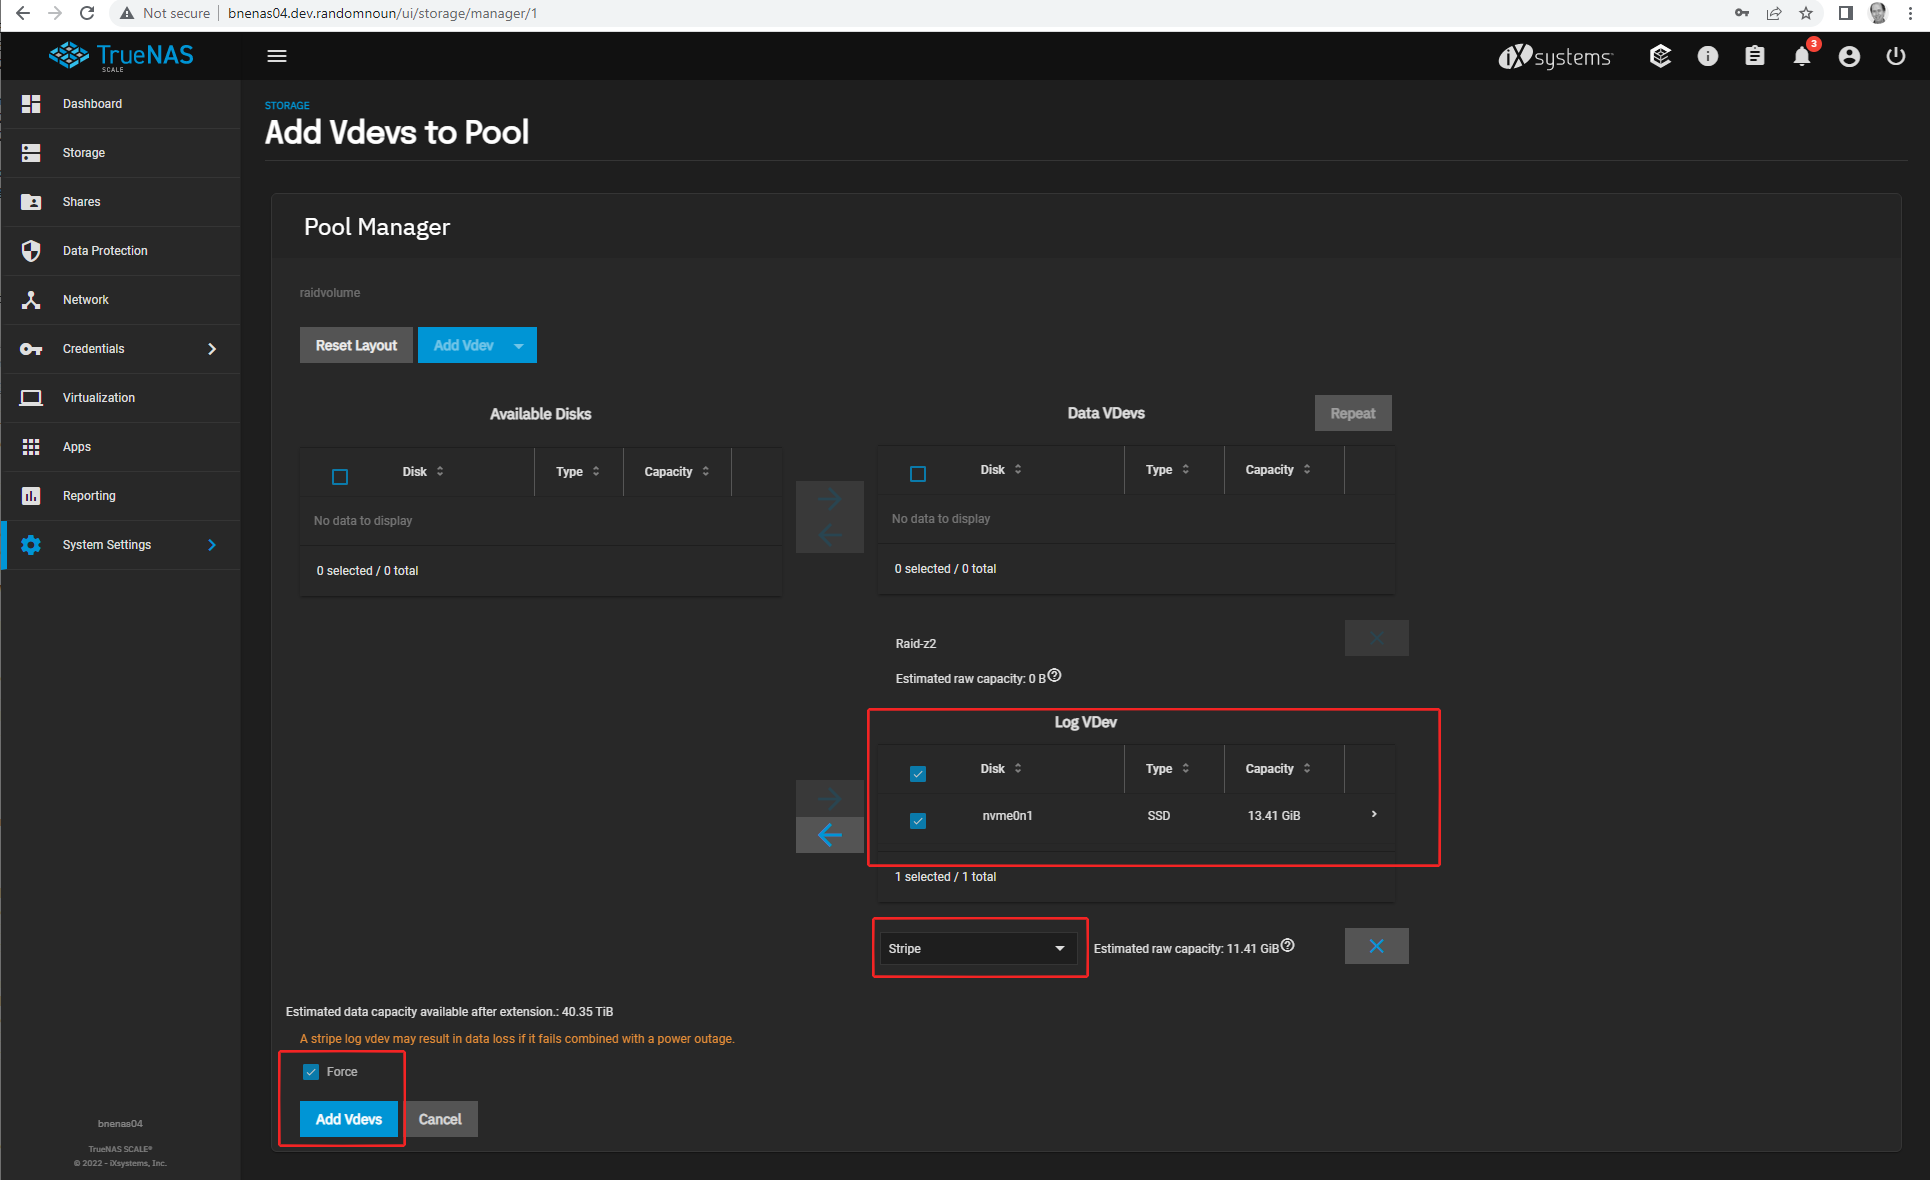 Not secure
bnenas04.dev.randomnoun/ui/storage/manager/1
TrueNAS
SCALE
iXsystems
3
Dashboard
Storage
Shares
Data Protection
Network
Credentials
Virtualization
Apps
Reporting
System Settings
bnenas04
TrueNAS SCALE®
© 2022 - iXsystems, Inc.
STORAGE
Add Vdevs to Pool
Pool Manager
raidvolume
Reset Layout
Add Vdev
Available Disks
Disk Type Capacity
No data to display
0 selected / 0 total
Data VDevs
Repeat
Disk Type Capacity
No data to display
0 selected / 0 total
Raid-z2
Estimated raw capacity: 0 B
Log VDev
Disk Type Capacity
nvme0n1 SSD 13.41 GiB
1 selected / 1 total
Stripe
Estimated raw capacity: 11.41 GiB
Estimated data capacity available after extension.: 40.35 TiB
A stripe log vdev may result in data loss if it fails combined with a power outage.
Force
Add Vdevs
Cancel